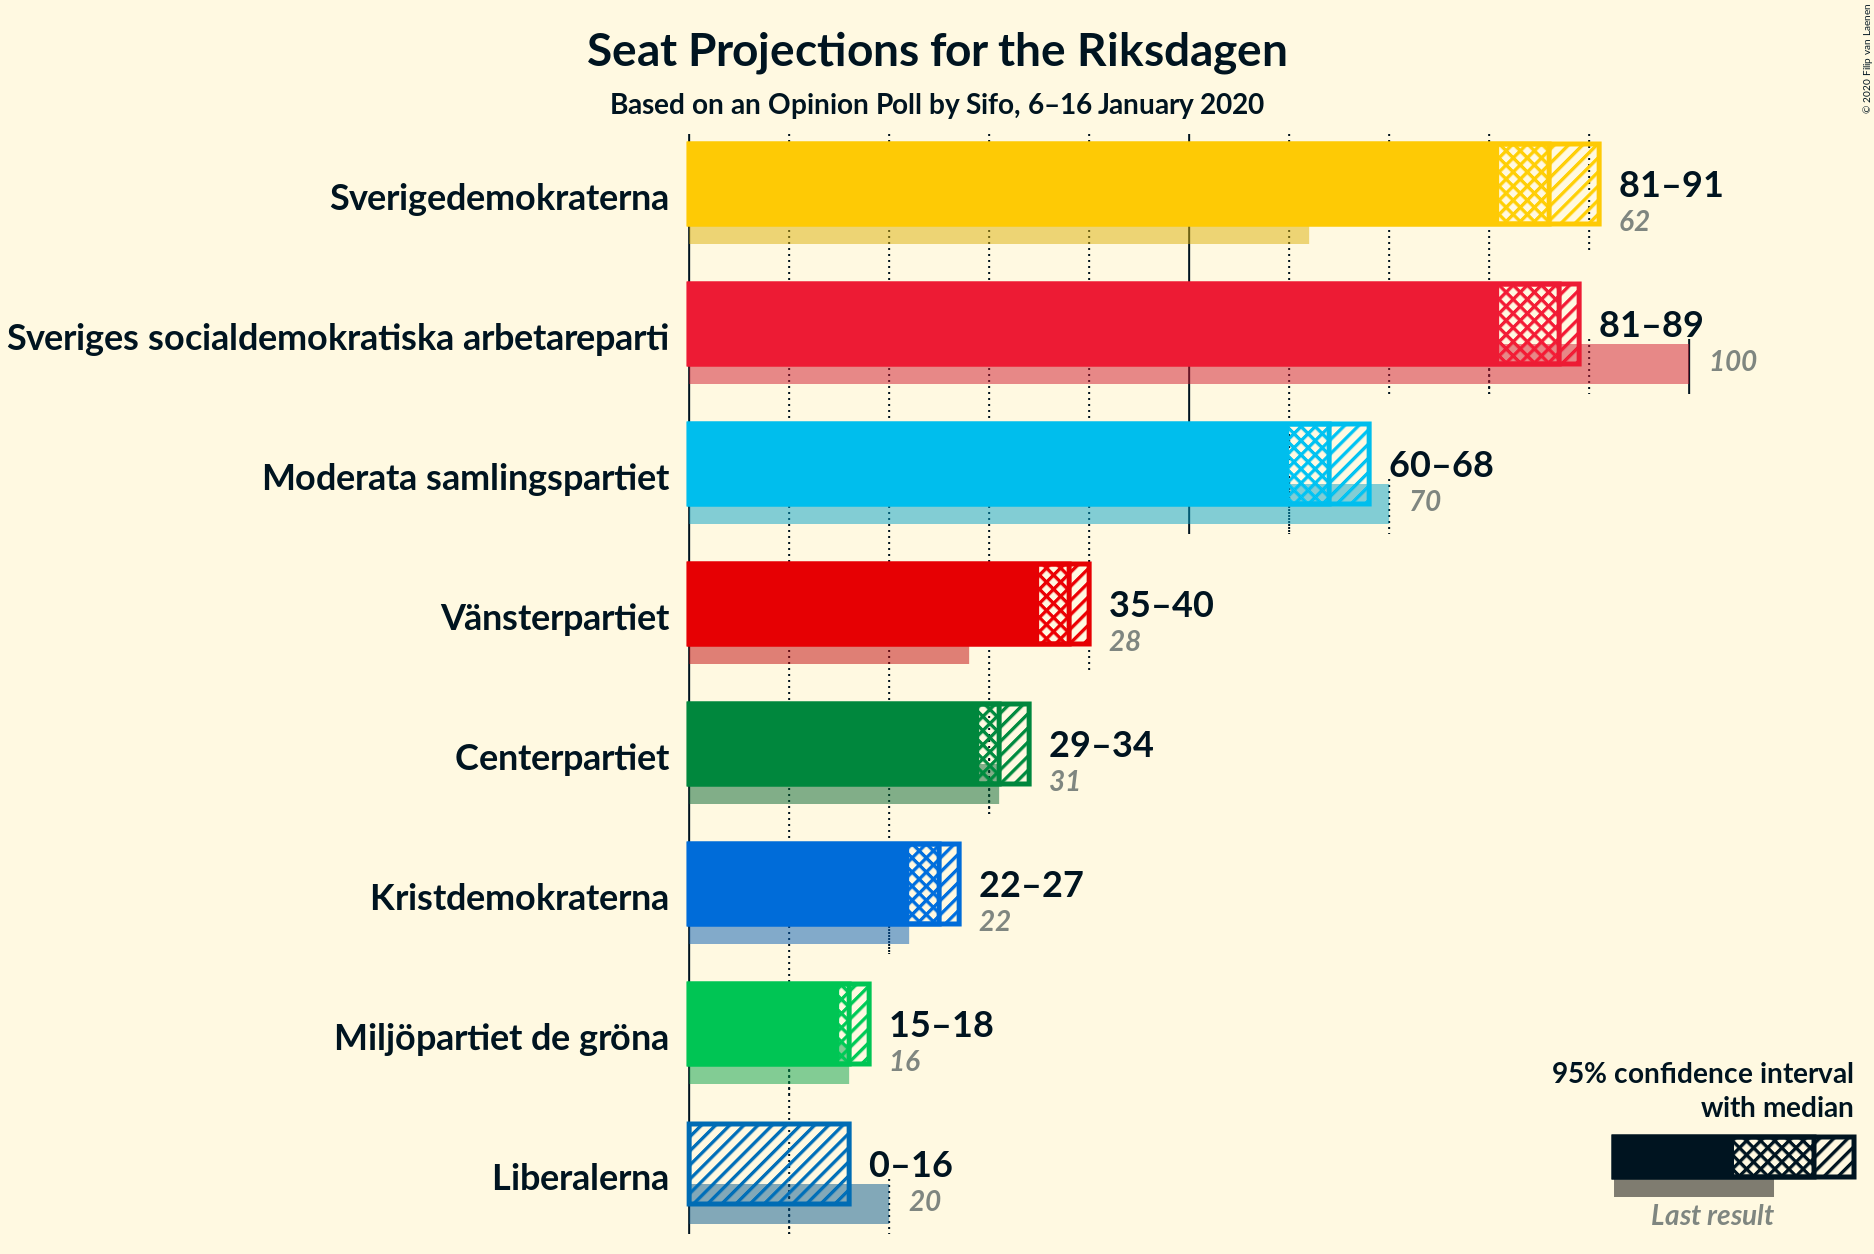 Seat Projections for the Riksdagen
Based on an Opinion Poll by Sifo, 6–16 January 2020
© 2020 Filip van Laenen
Sverigedemokraterna
81–91
62
Sveriges socialdemokratiska arbetareparti
81–89
100
Moderata samlingspartiet
60–68
70
Vänsterpartiet
35–40
28
Centerpartiet
29–34
31
Kristdemokraterna
22–27
22
Miljöpartiet de gröna
15–18
16
Liberalerna
0–16
20
95% confidence interval
with median
Last result